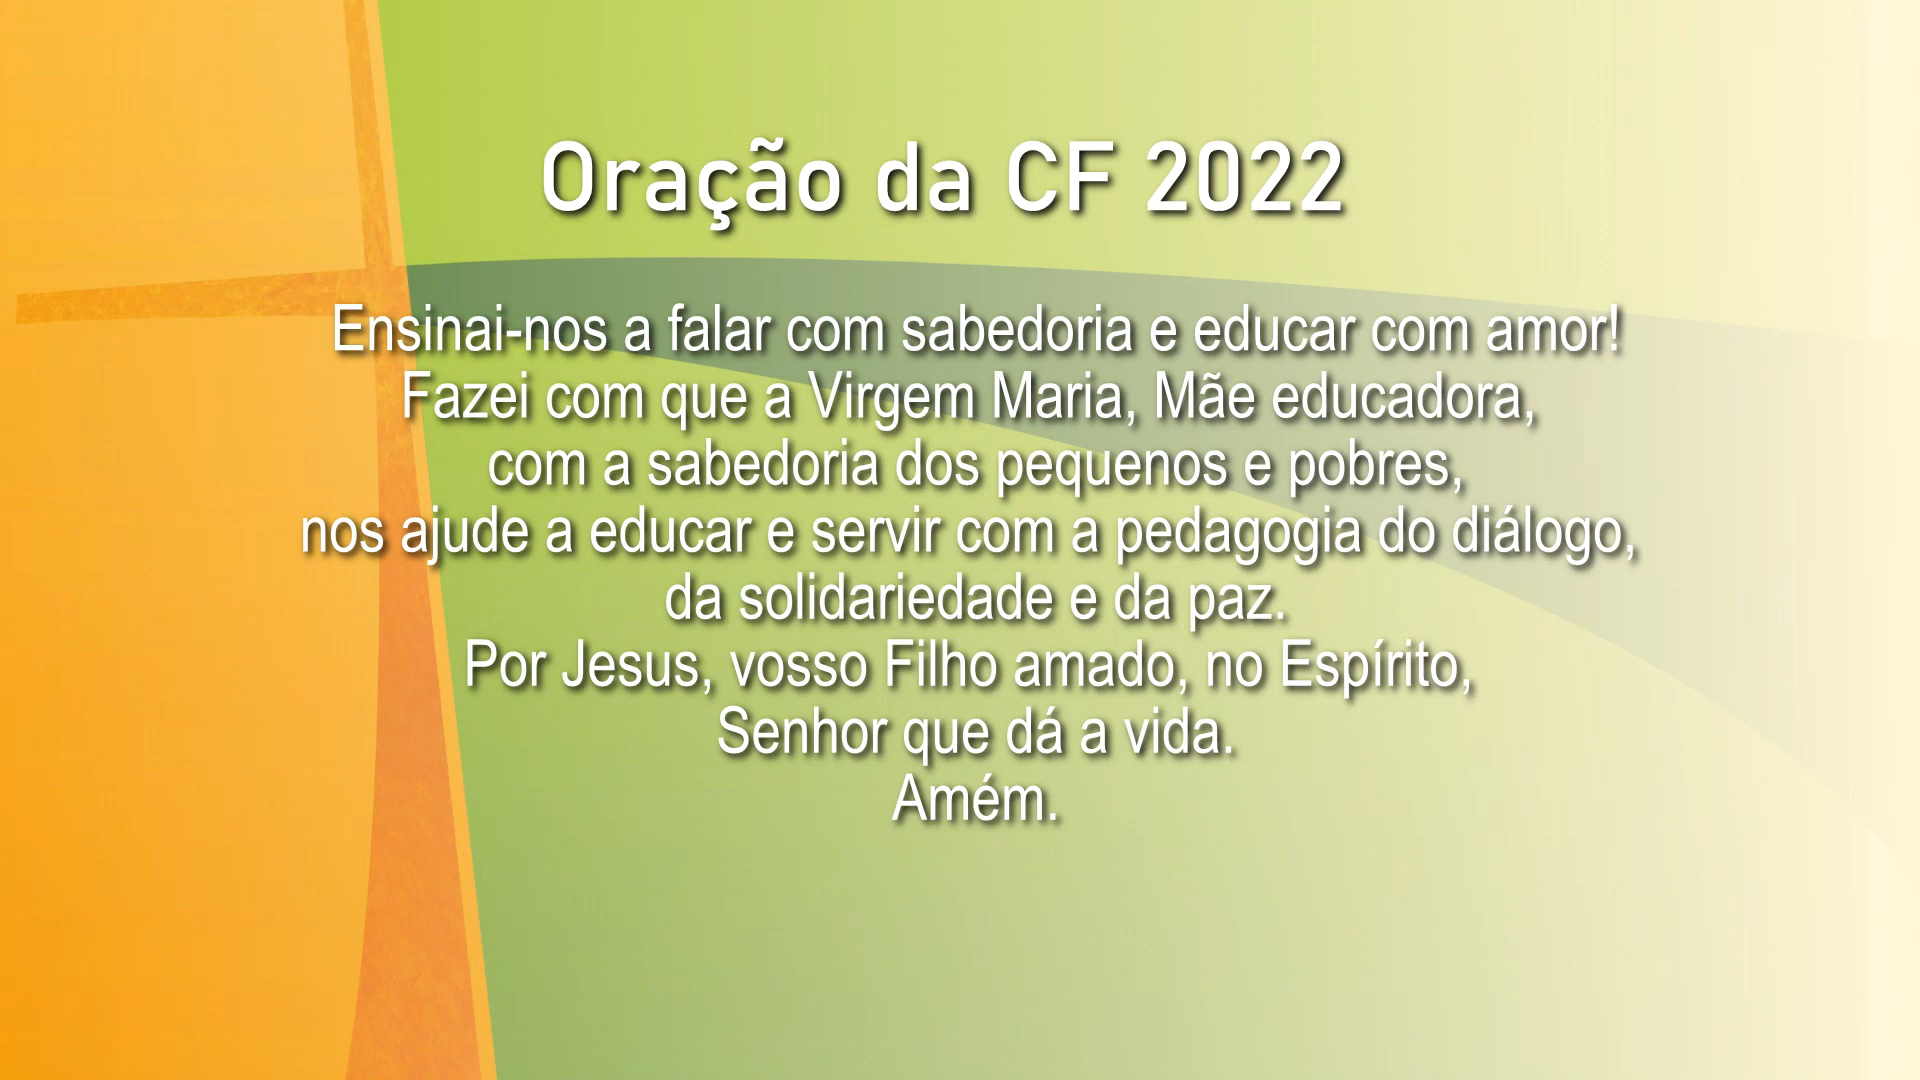 Oração da CF 2022
Ensinai-nos a falar com sabedoria e educar com amor!
Fazei com que a Virgem Maria, Mãe educadora,
com a sabedoria dos pequenos e pobres,
nos ajude a educar e servir com a pedagogia do diálogo,
da solidariedade e da paz.
Por Jesus, vosso Filho amado, no Espírito,
Senhor que dá a vida.
Amém.